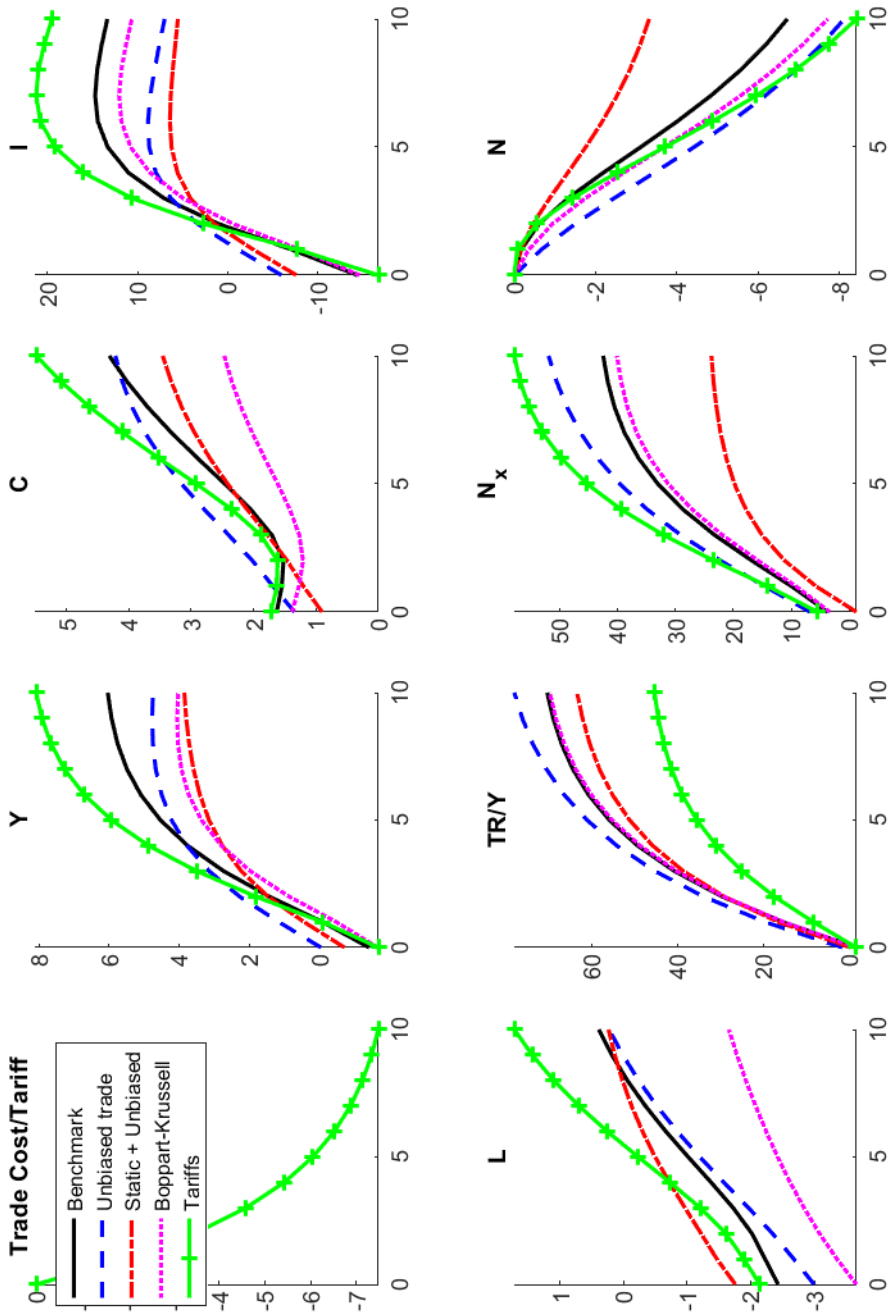 Trade Cost/Tariff
0
-4
-5
-6
-7
0 5 10
Benchmark
Unbiased trade
Static + Unbiased
Boppart-Krussell
Tariffs
Y
8
6
4
2
0
0 5 10
C
5
4
3
2
1
0
0 5 10
I
20
10
0
-10
0 5 10
L
1
0
-1
-2
-3
0 5 10
TR/Y
60
40
20
0
0 5 10
N_x
50
40
30
20
10
0
0 5 10
N
0
-2
-4
-6
-8
0 5 10